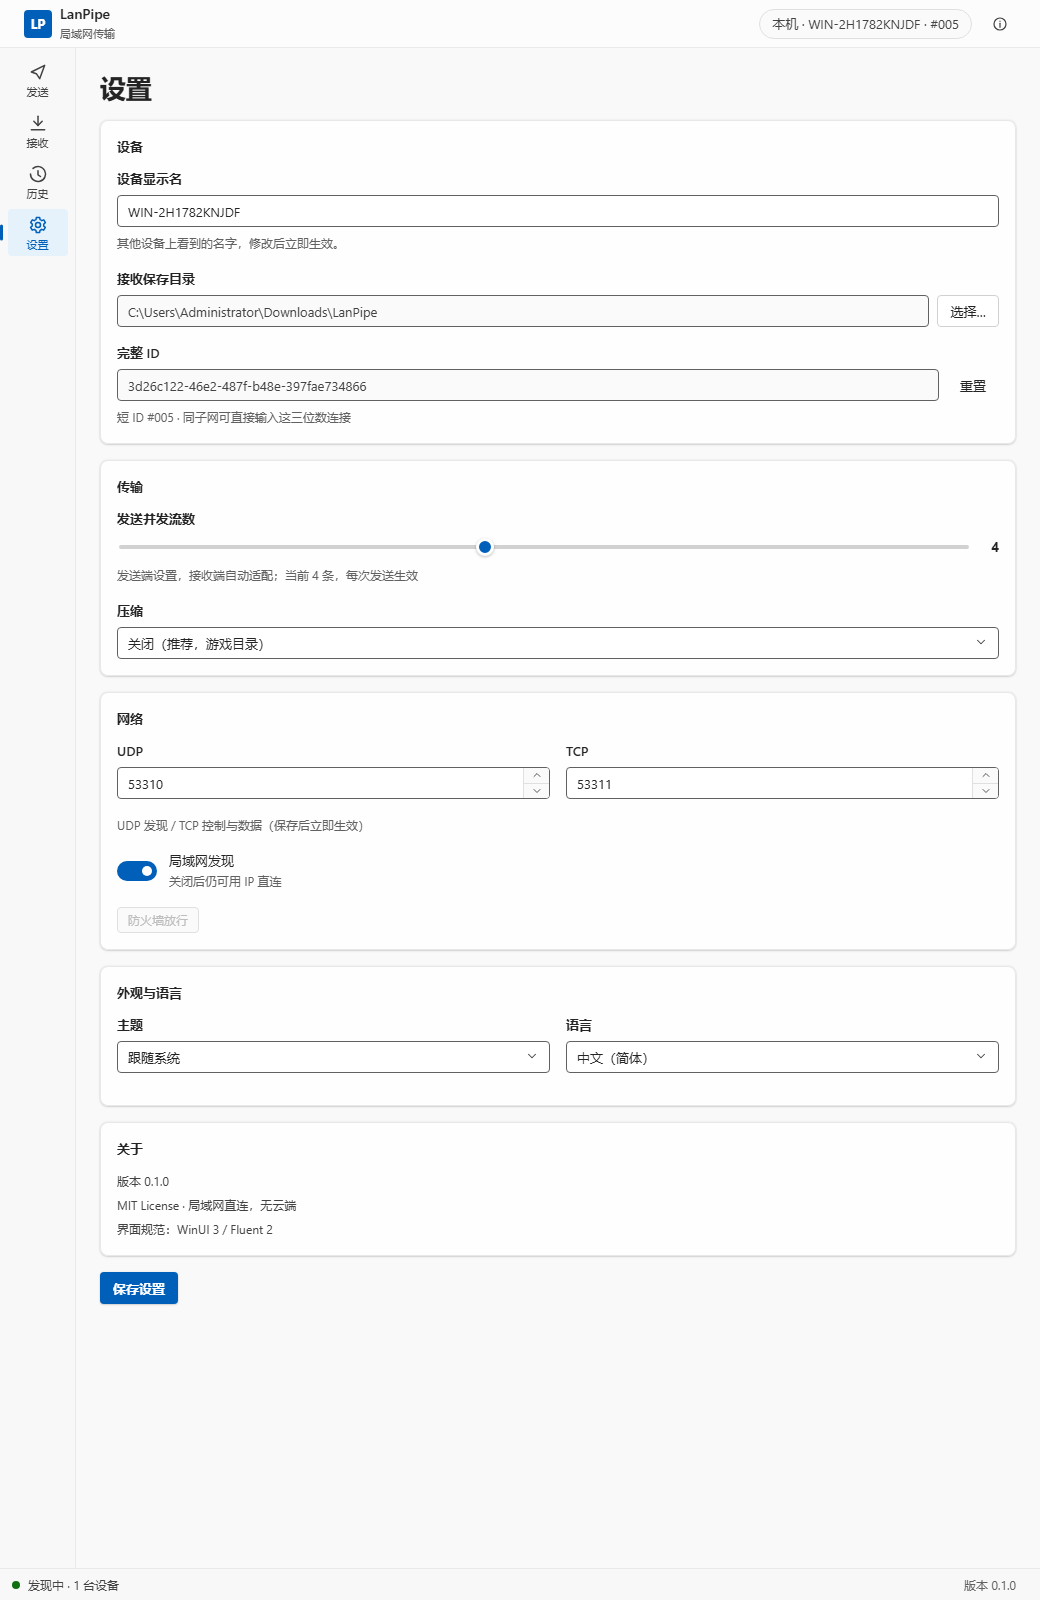 LP
LanPipe
局域网传输
本机 · WIN-2H1782KNJDF · #005
发送
接收
历史
设置
设置
设备
设备显示名
WIN-2H1782KNJDF
其他设备上看到的名字，修改后立即生效。
接收保存目录
C:\Users\Administrator\Downloads\LanPipe
选择...
完整 ID
3d26c122-46e2-487f-b48e-397fae734866
重置
短 ID #005 · 同子网可直接输入这三位数连接
传输
发送并发流数
4
发送端设置，接收端自动适配；当前 4 条，每次发送生效
压缩
关闭（推荐，游戏目录）
网络
UDP
TCP
53310
53311
UDP 发现 / TCP 控制与数据（保存后立即生效）
局域网发现
关闭后仍可用 IP 直连
防火墙放行
外观与语言
主题
语言
跟随系统
中文（简体）
关于
版本 0.1.0
MIT License · 局域网直连，无云端
界面规范：WinUI 3 / Fluent 2
保存设置
发现中 · 1 台设备
版本 0.1.0